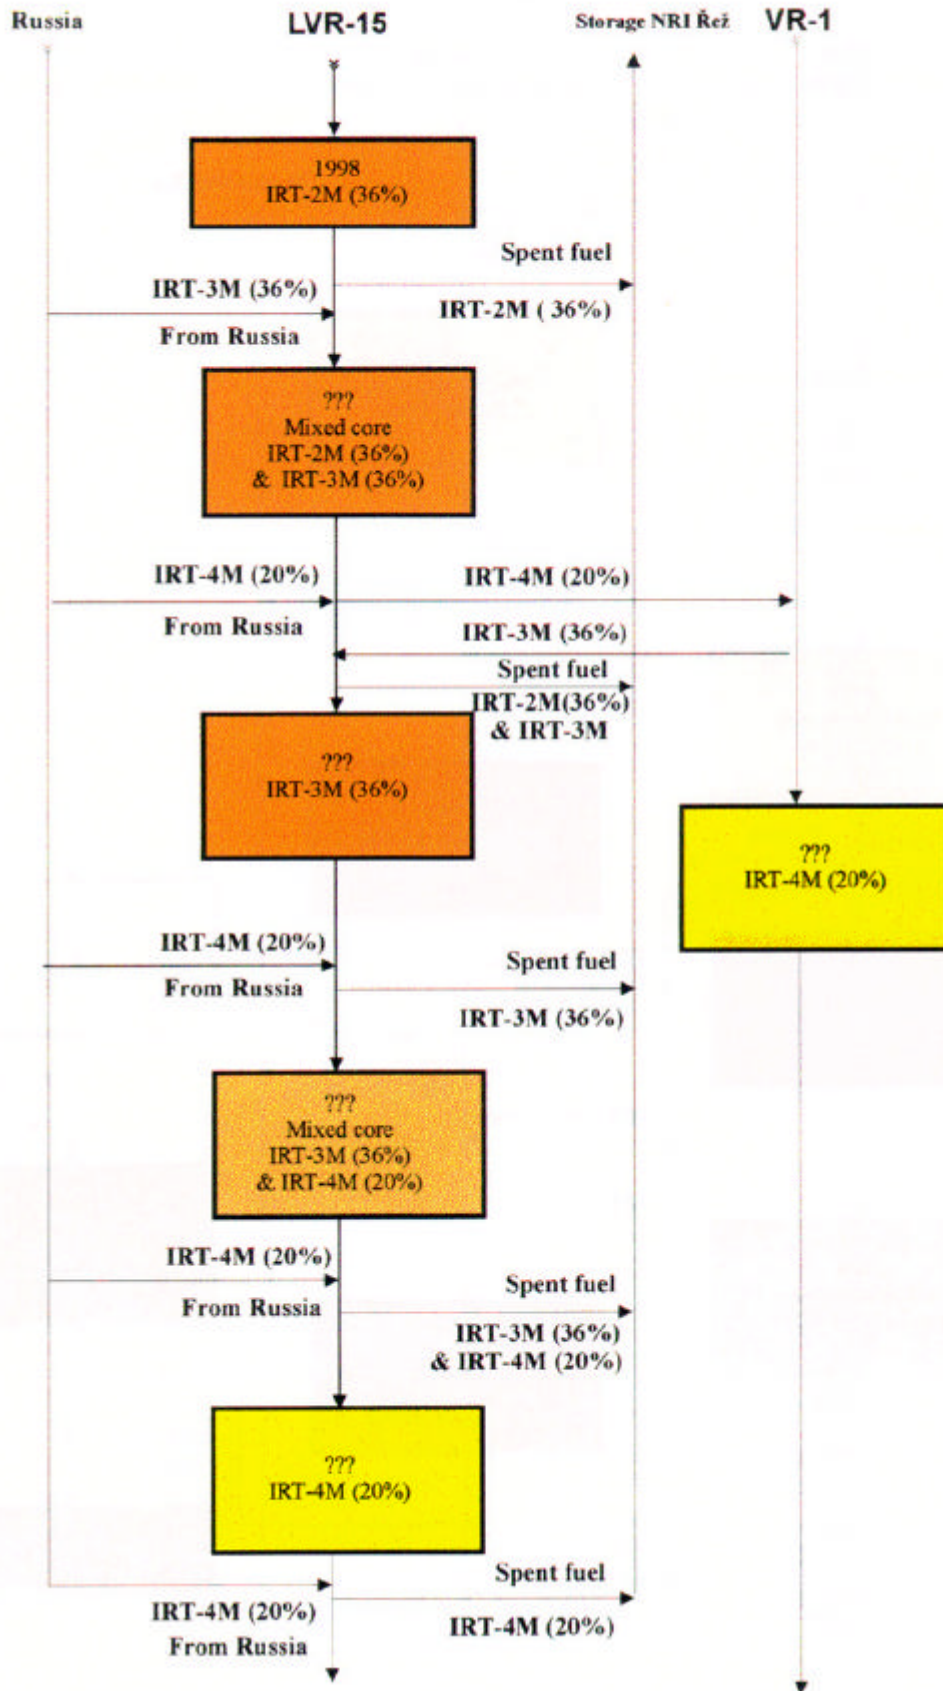 Russia
LVR-15
Storage NRI Řež
VR-1
1998
IRT-2M (36%)
Spent fuel
IRT-3M (36%)
IRT-2M ( 36%)
From Russia
???
Mixed core
IRT-2M (36%)
& IRT-3M (36%)
IRT-4M (20%)
IRT-4M (20%)
From Russia
IRT-3M (36%)
Spent fuel
IRT-2M(36%)
& IRT-3M
???
IRT-3M (36%)
???
IRT-4M (20%)
IRT-4M (20%)
Spent fuel
From Russia
IRT-3M (36%)
???
Mixed core
IRT-3M (36%)
& IRT-4M (20%)
IRT-4M (20%)
Spent fuel
From Russia
IRT-3M (36%)
& IRT-4M (20%)
???
IRT-4M (20%)
Spent fuel
IRT-4M (20%)
IRT-4M (20%)
From Russia